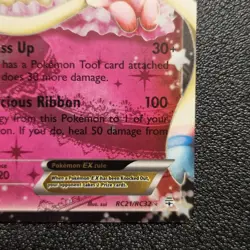 ss Up 30+
has a Pokémon Tool card attached
does 30 more damage.
cious Ribbon 100
om this Pokémon to 1 of your
. If you do, heal 50 damage from
Pokémon-EX rule
When a Pokémon-EX has been Knocked Out,
your opponent takes 2 Prize cards.
20
RC21/RC32